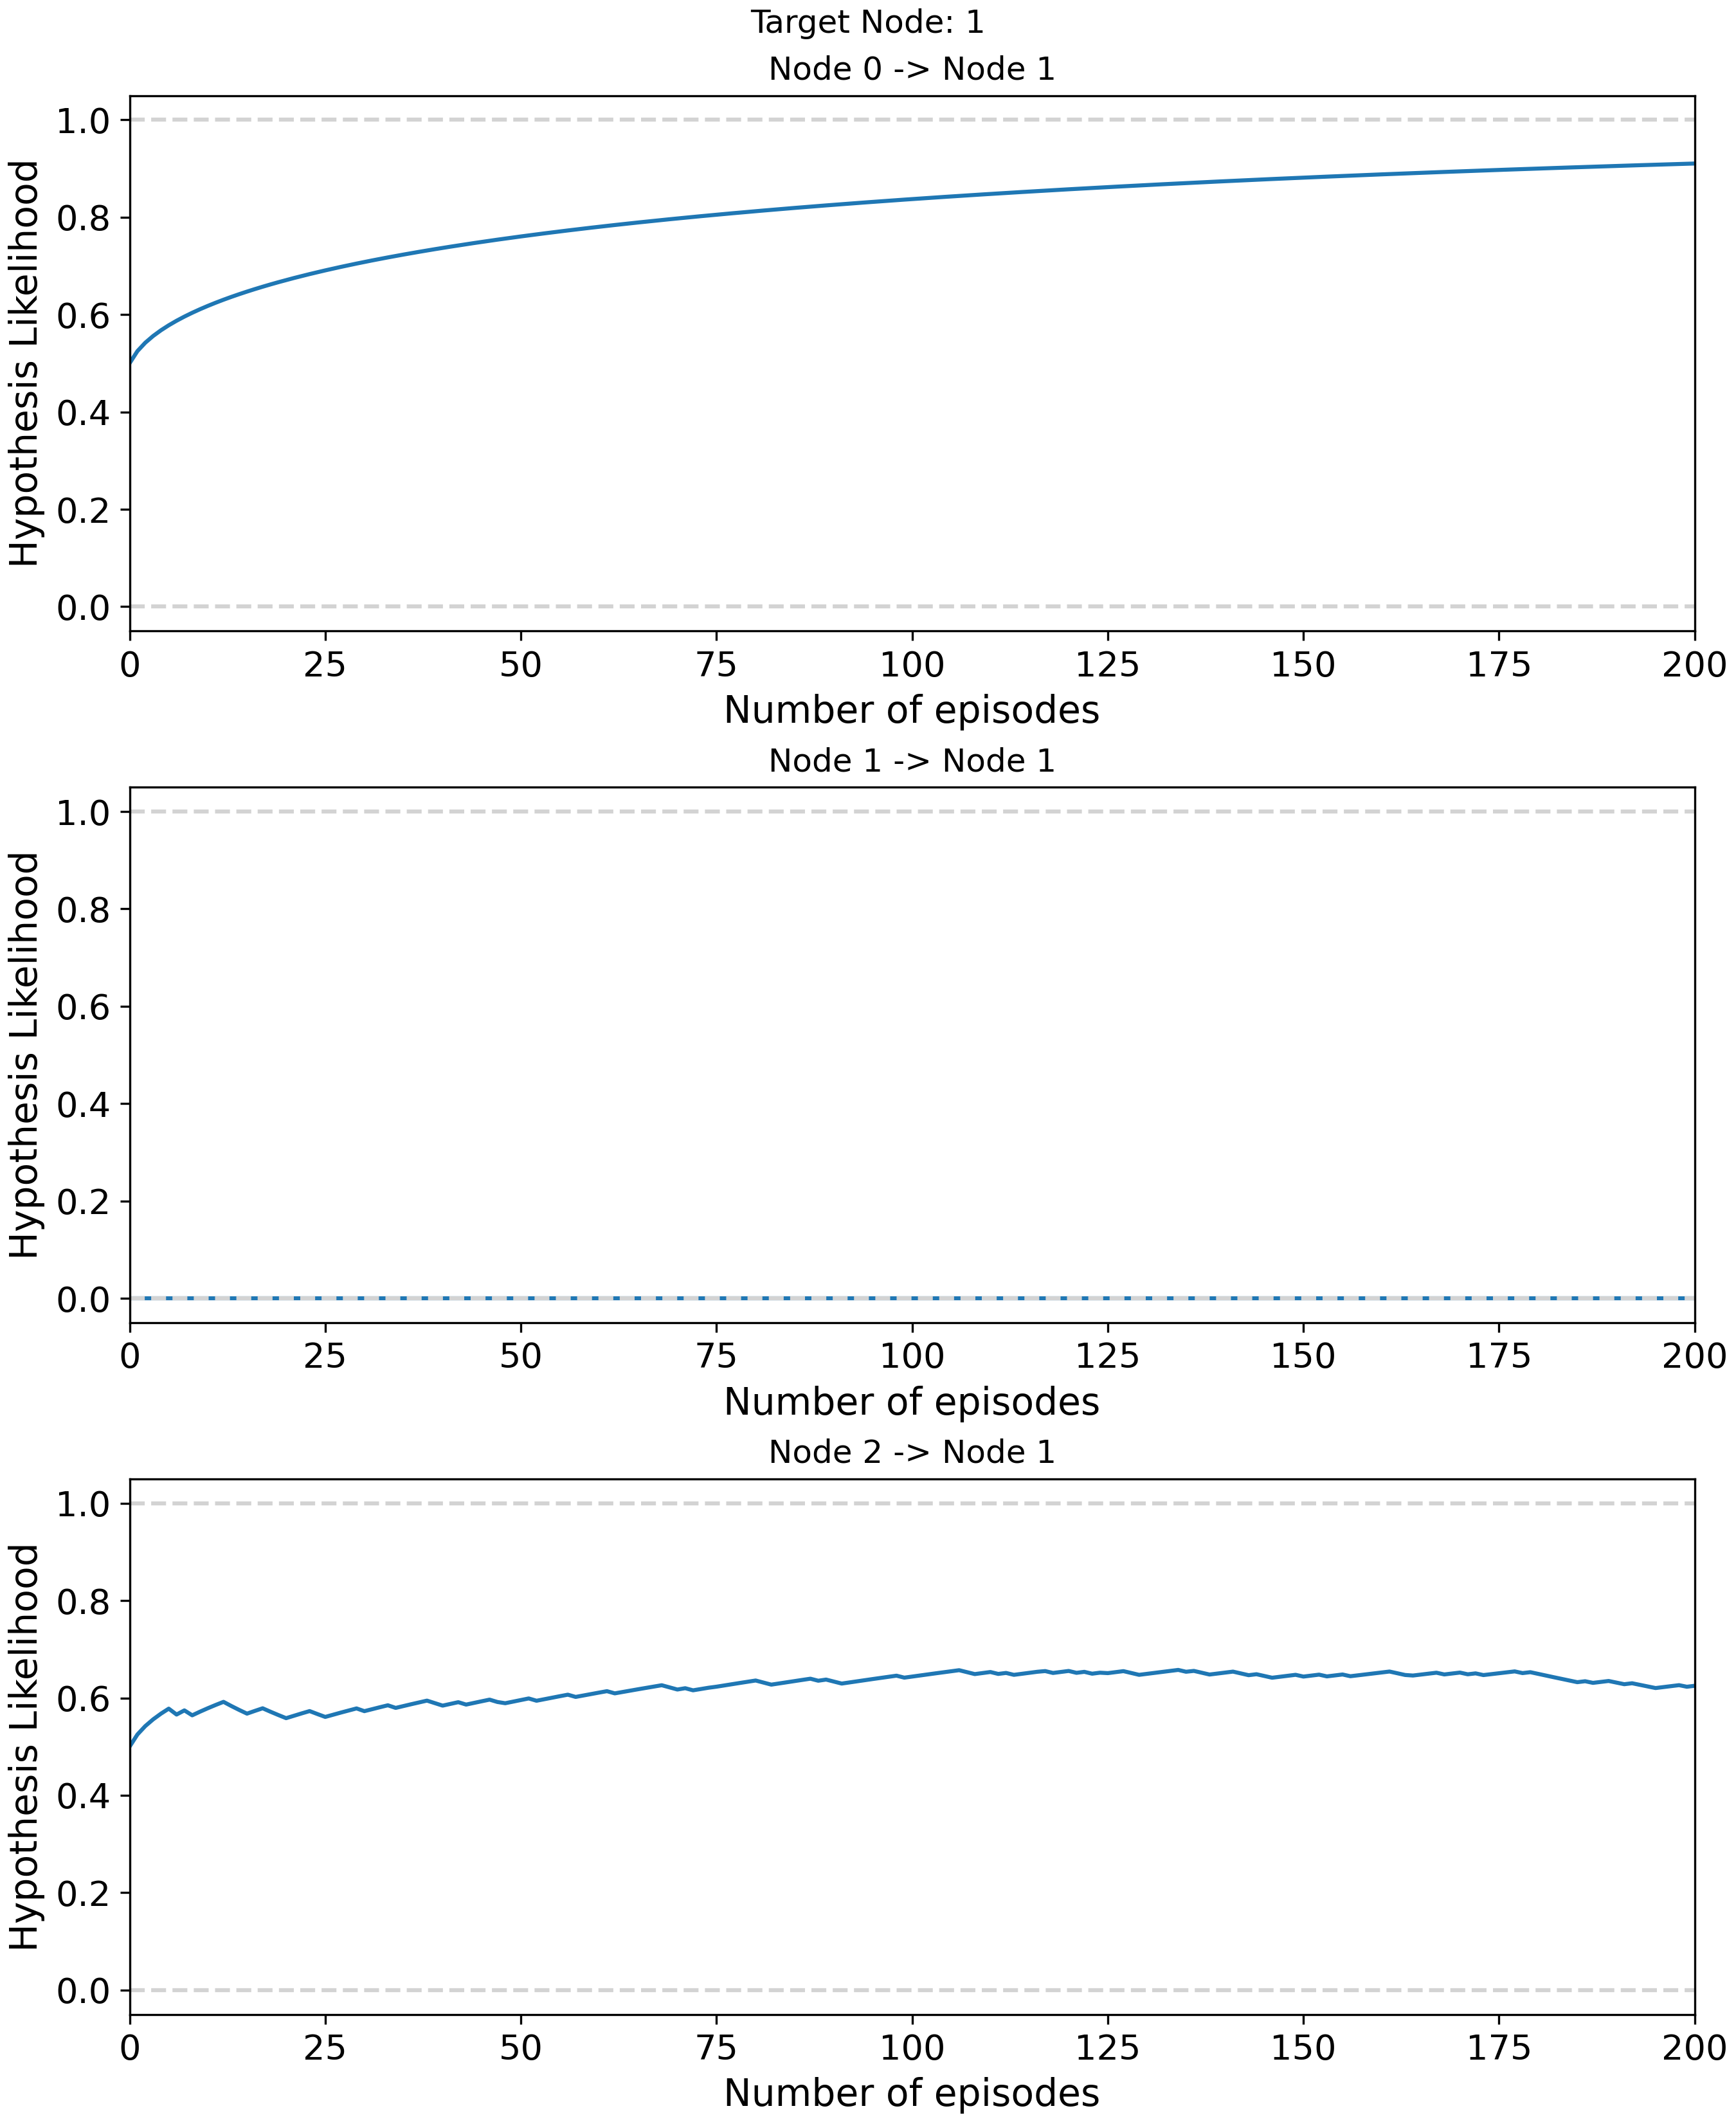 Target Node: 1
Node 0 -> Node 1
Hypothesis Likelihood
1.0
0.8
0.6
0.4
0.2
0.0
0 25 50 75 100 125 150 175 200
Number of episodes
Node 1 -> Node 1
Hypothesis Likelihood
1.0
0.8
0.6
0.4
0.2
0.0
0 25 50 75 100 125 150 175 200
Number of episodes
Node 2 -> Node 1
Hypothesis Likelihood
1.0
0.8
0.6
0.4
0.2
0.0
0 25 50 75 100 125 150 175 200
Number of episodes